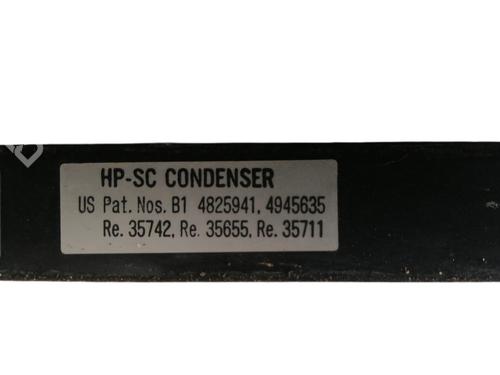 HP-SC CONDENSER
US Pat. Nos. B1 4825941, 4945635
Re. 35742, Re. 35655, Re. 35711